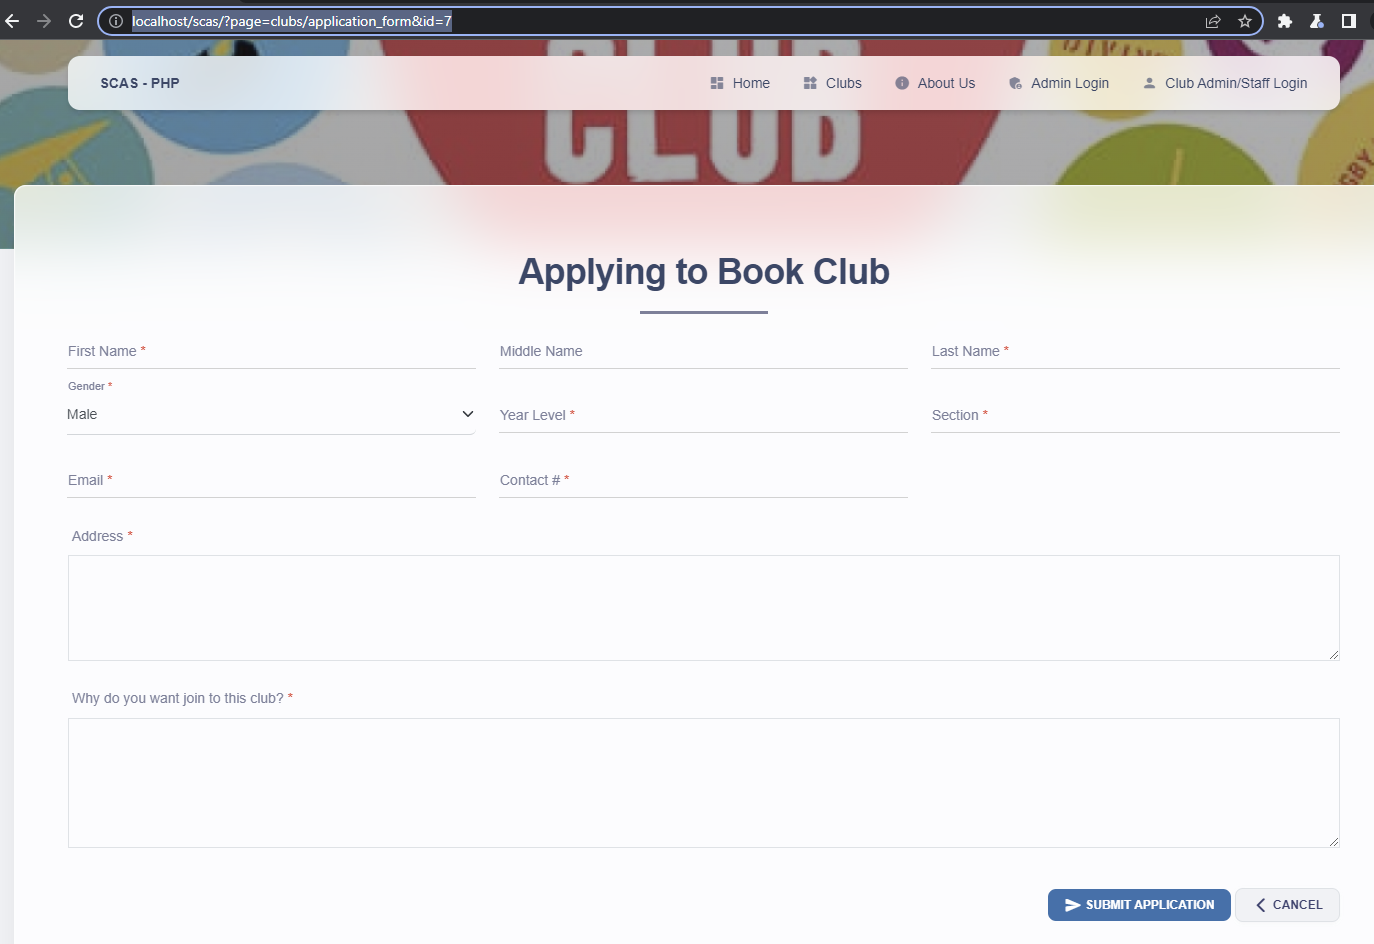 localhost/scas/?page=clubs/application_form&id=7
CLUB
SCAS - PHP
Home
Clubs
About Us
Admin Login
Club Admin/Staff Login
Applying to Book Club
First Name *
Middle Name
Last Name *
Gender *
Male
Year Level *
Section *
Email *
Contact # *
Address *
Why do you want join to this club? *
SUBMIT APPLICATION
CANCEL